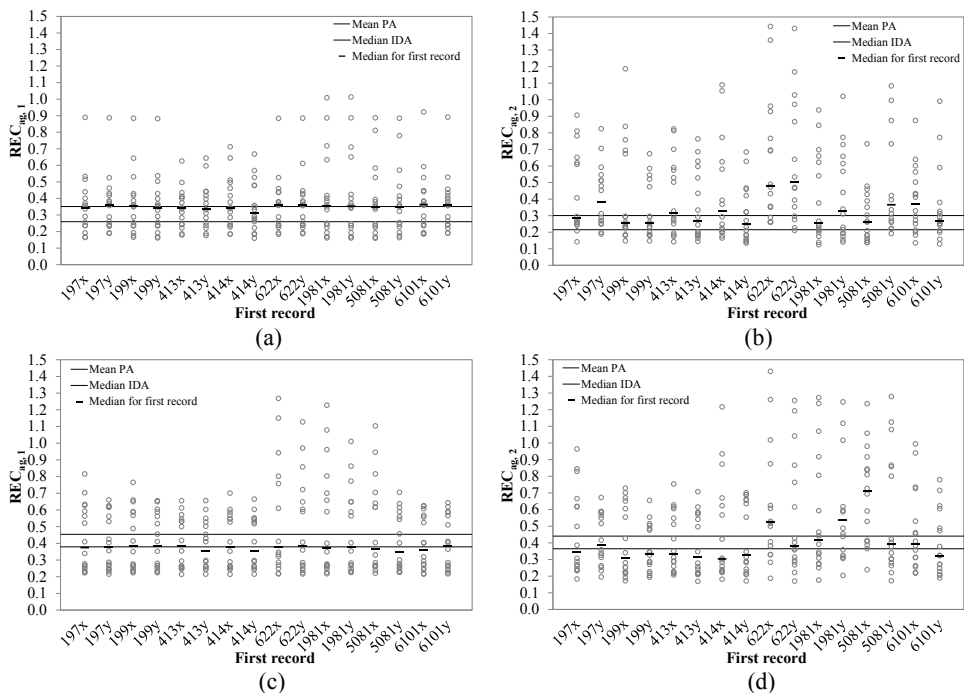 1.5
1.4
1.3
1.2
1.1
1.0
0.9
0.8
0.7
0.6
0.5
0.4
0.3
0.2
0.1
0.0
REC_ag, 1
Mean PA
Median IDA
Median for first record
197x 197y 199x 199y 413x 413y 414x 414y 622x 622y 1981x 1981y 5081x 5081y 6101x 6101y
First record
(a)
1.5
1.4
1.3
1.2
1.1
1.0
0.9
0.8
0.7
0.6
0.5
0.4
0.3
0.2
0.1
0.0
REC_ag, 2
Mean PA
Median IDA
Median for first record
197x 197y 199x 199y 413x 413y 414x 414y 622x 622y 1981x 1981y 5081x 5081y 6101x 6101y
First record
(b)
1.5
1.4
1.3
1.2
1.1
1.0
0.9
0.8
0.7
0.6
0.5
0.4
0.3
0.2
0.1
0.0
REC_ag, 1
Mean PA
Median IDA
Median for first record
197x 197y 199x 199y 413x 413y 414x 414y 622x 622y 1981x 1981y 5081x 5081y 6101x 6101y
First record
(c)
1.5
1.4
1.3
1.2
1.1
1.0
0.9
0.8
0.7
0.6
0.5
0.4
0.3
0.2
0.1
0.0
REC_ag, 2
Mean PA
Median IDA
Median for first record
197x 197y 199x 199y 413x 413y 414x 414y 622x 622y 1981x 1981y 5081x 5081y 6101x 6101y
First record
(d)